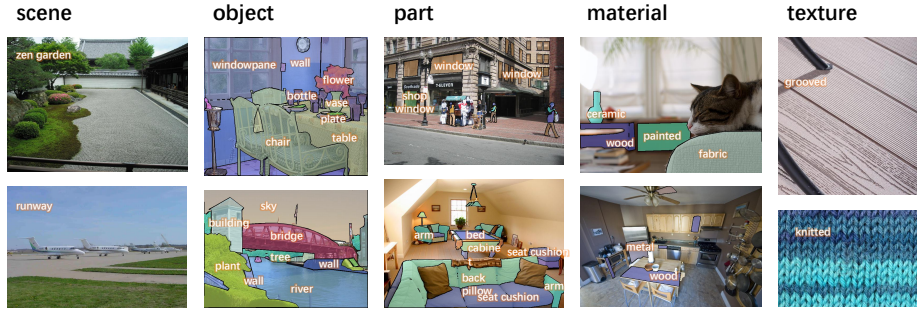 scene
object
part
material
texture
zen garden
windowpane
wall
flower
bottle
vase
plate
chair
table
window
window
shop
window
ceramic
wood
painted
fabric
grooved
runway
sky
building
bridge
tree
wall
plant
wall
river
arm
bed
cabine
seat cushion
back
pillow
arm
seat cushion
metal
wood
knitted